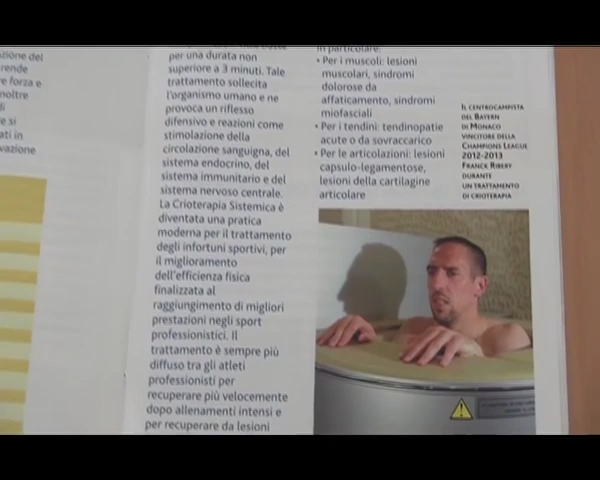 zione del
rende
e forza e
noltre
di
e si
ati in
vazione
per una durata non
superiore a 3 minuti. Tale
trattamento sollecita
l'organismo umano e ne
provoca un riflesso
difensivo e reazioni come
stimolazione della
circolazione sanguigna, del
sistema endocrino, del
sistema immunitario e del
sistema nervoso centrale.
La Crioterapia Sistemica è
diventata una pratica
moderna per il trattamento
degli infortuni sportivi, per
il miglioramento
dell'efficienza fisica
finalizzata al
raggiungimento di migliori
prestazioni negli sport
professionistici. Il
trattamento è sempre più
diffuso tra gli atleti
professionisti per
recuperare più velocemente
dopo allenamenti intensi e
per recuperare da lesioni
in particolare:
• Per i muscoli: lesioni
muscolari, sindromi
dolorose da
affaticamento, sindromi
miofasciali
• Per i tendini: tendinopatie
acute o da sovraccarico
• Per le articolazioni: lesioni
capsulo-legamentose,
lesioni della cartilagine
articolare
IL CENTROCAMPISTA
DEL BAYERN
DI MONACO
VINCITORE DELLA
CHAMPIONS LEAGUE
2012-2013
FRANCK RIBERY
DURANTE
UN TRATTAMENTO
DI CRIOTERAPIA